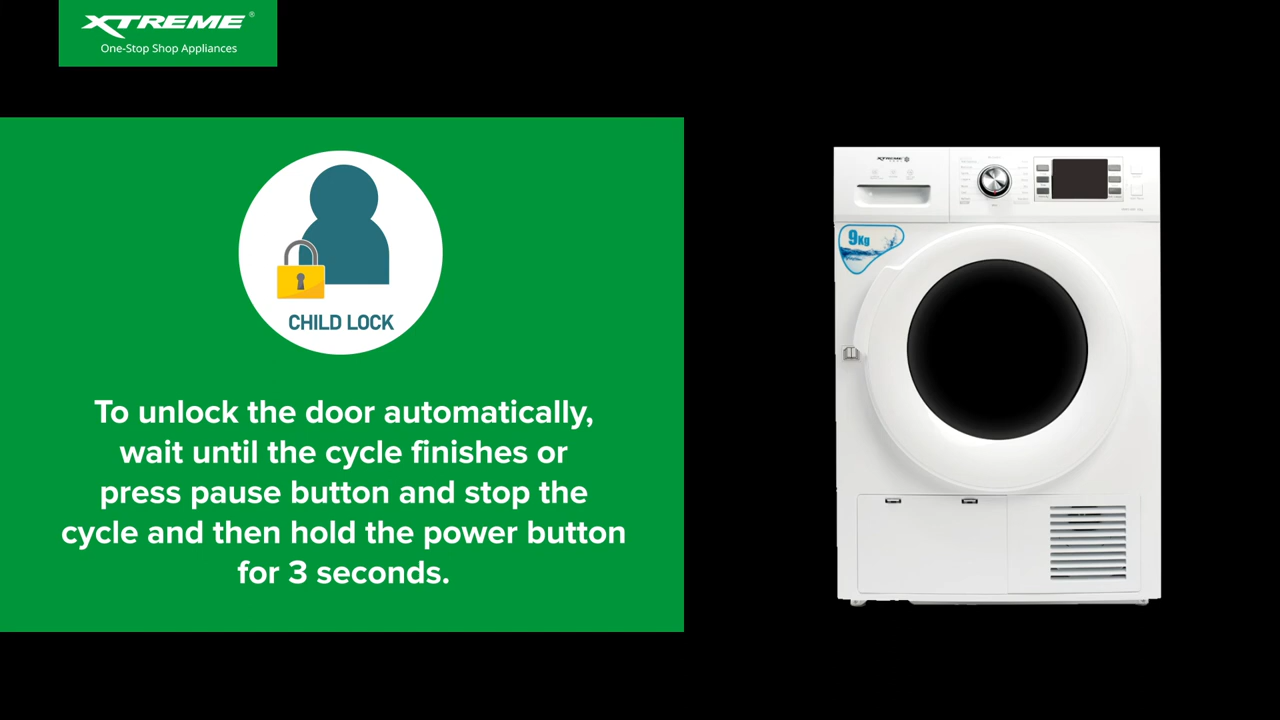 XTREME®
One-Stop Shop Appliances
CHILD LOCK
To unlock the door automatically,
wait until the cycle finishes or
press pause button and stop the
cycle and then hold the power button
for 3 seconds.
XTREME
9Kg